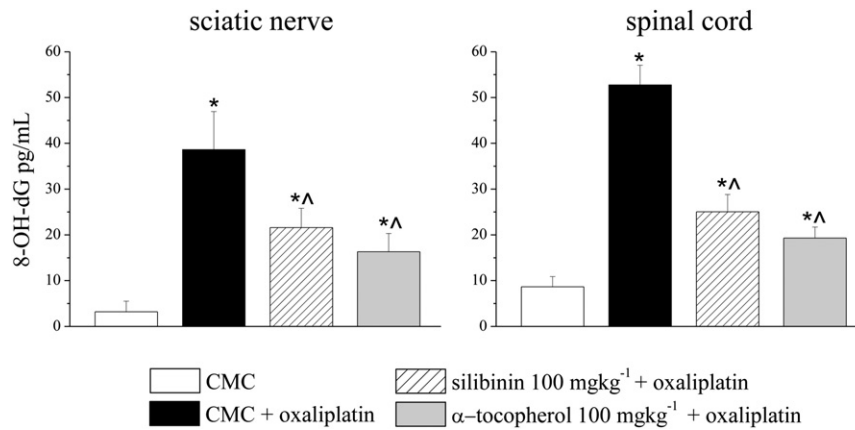 sciatic nerve
spinal cord
8-OH-dG pg/mL
60
50
40
30
20
10
0
*
*^
*^
60
50
40
30
20
10
0
*
*^
*^
CMC
silibinin 100 mgkg⁻¹ + oxaliplatin
CMC + oxaliplatin
α−tocopherol 100 mgkg⁻¹ + oxaliplatin